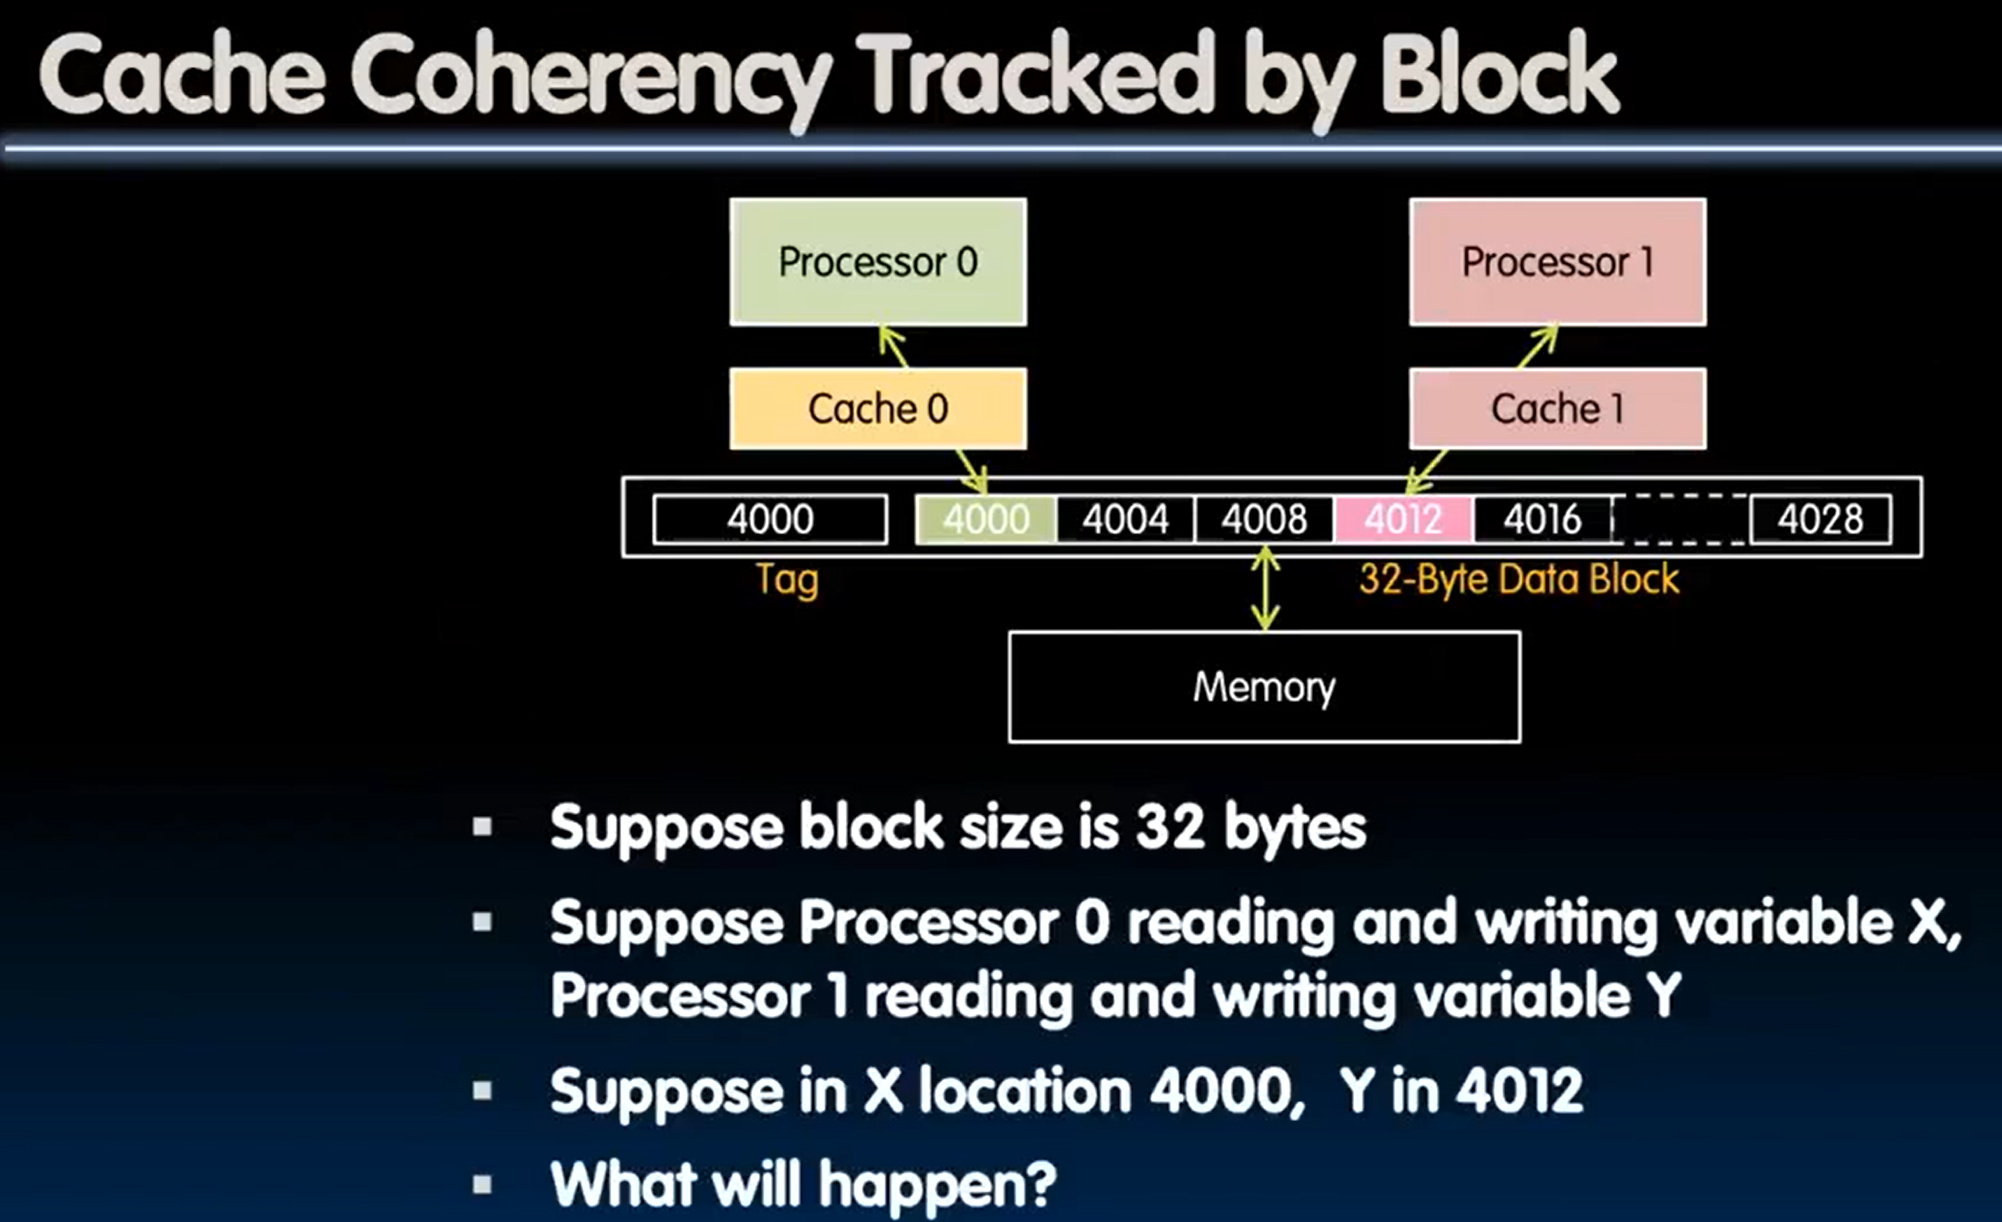 Cache Coherency Tracked by Block
Processor 0
Processor 1
Cache 0
Cache 1
4000 4000 4004 4008 4012 4016 4028
Tag
32-Byte Data Block
Memory
▪ Suppose block size is 32 bytes
▪ Suppose Processor 0 reading and writing variable X,
Processor 1 reading and writing variable Y
▪ Suppose in X location 4000, Y in 4012
▪ What will happen?